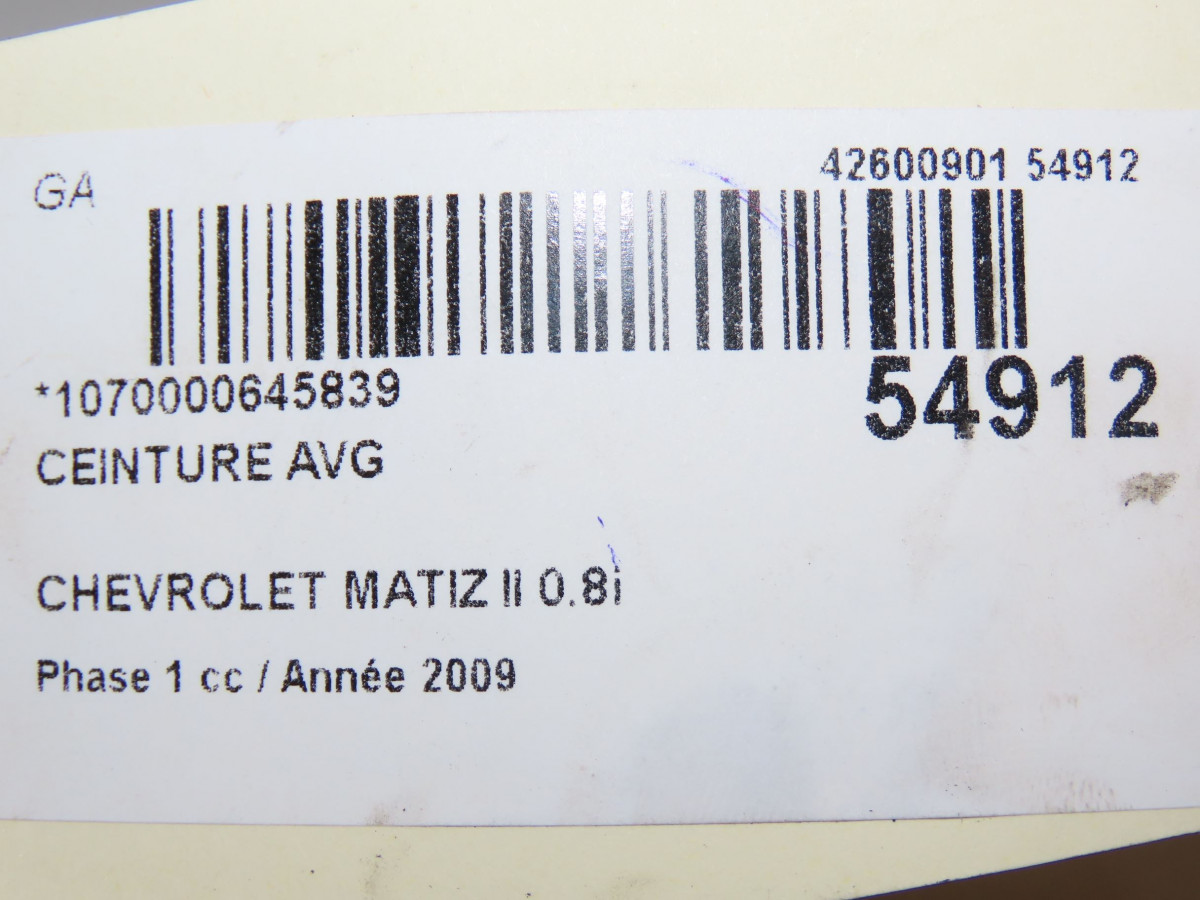 GA
42600901 54912
*1070000645839
54912
CEINTURE AVG
CHEVROLET MATIZ II 0.8i
Phase 1 cc / Année 2009